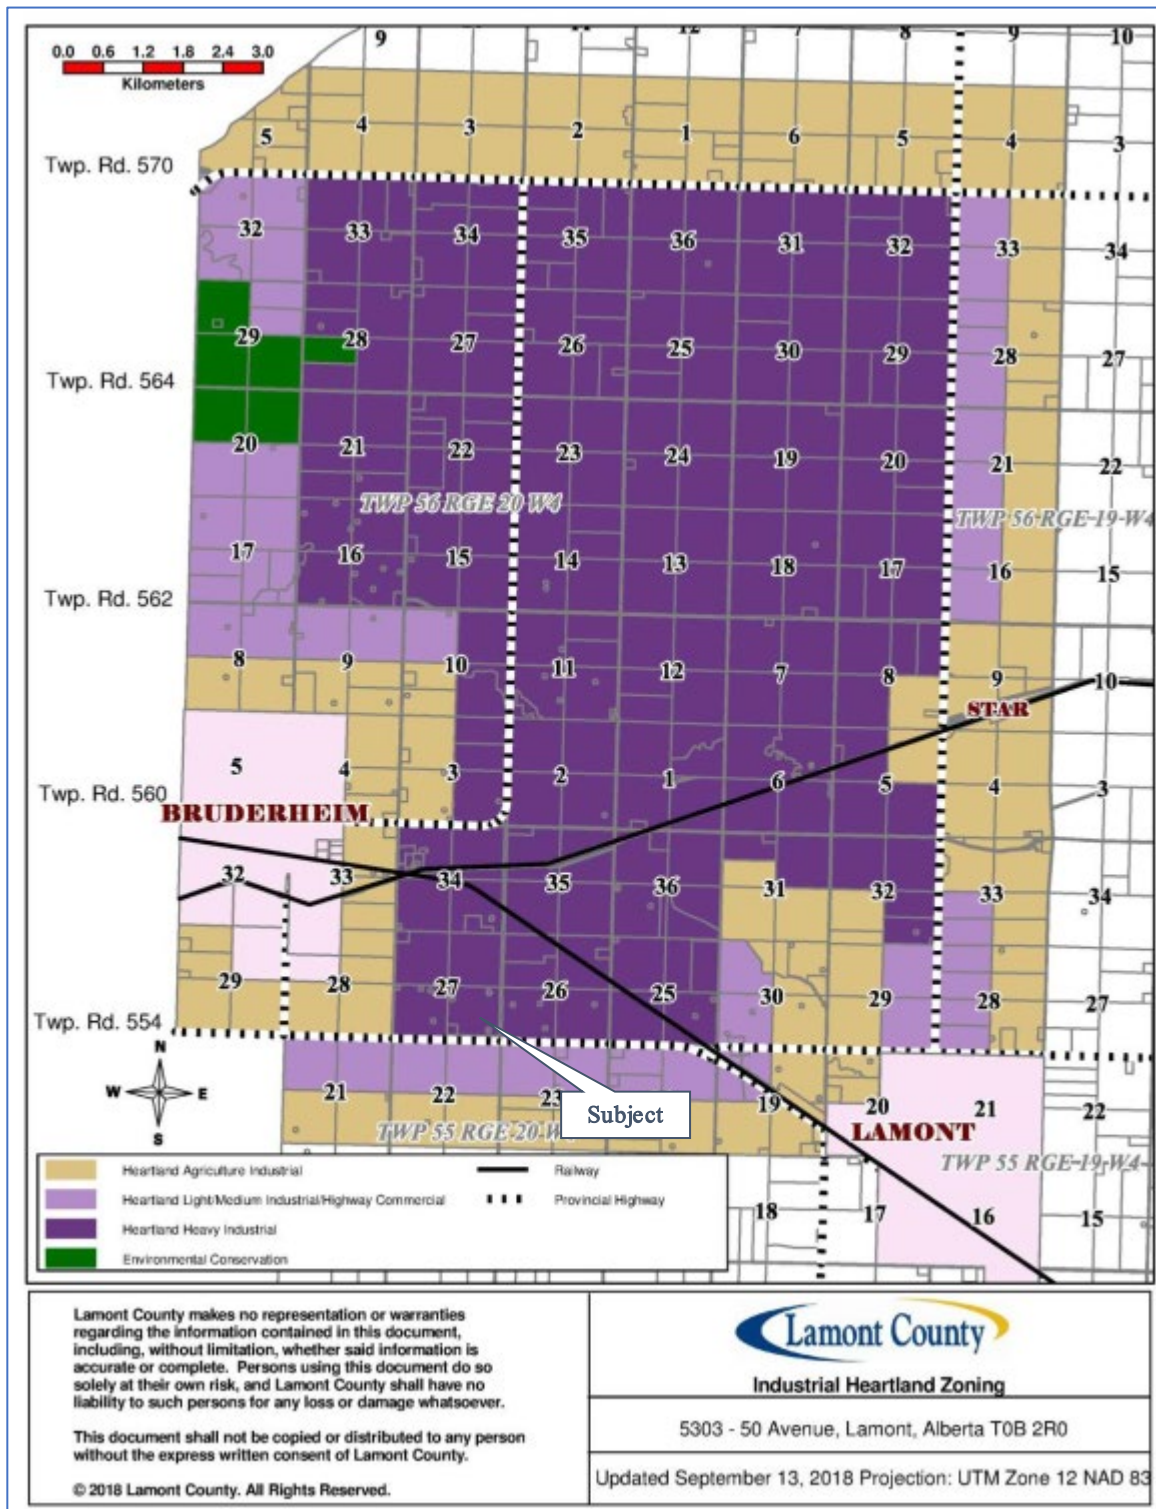 9 11 12 7 8 9 10
0.0 0.6 1.2 1.8 2.4 3.0
Kilometers
5 4 3 2 1 6 5 4 3
Twp. Rd. 570
32 33 34 35 36 31 32 33 34
29 28 27 26 25 30 29 28 27
Twp. Rd. 564
20 21 22 23 24 19 20 21 22
TWP 56 RGE 20 W4
TWP 56 RGE 19 W4
17 16 15 14 13 18 17 16 15
Twp. Rd. 562
8 9 10 11 12 7 8 9 10
STAR
5 4 3 2 1 6 5 4 3
Twp. Rd. 560
BRUDERHEIM
32 33 34 35 36 31 32 33 34
29 28 27 26 25 30 29 28 27
Twp. Rd. 554
N
W E
S
21 22 23 19 20 21 22
Subject
LAMONT
TWP 55 RGE 20 W
TWP 55 RGE 19 W4
18 17 16 15
Heartland Agriculture Industrial
Heartland Light/Medium Industrial/Highway Commercial
Heartland Heavy Industrial
Environmental Conservation
Railway
Provincial Highway
Lamont County makes no representation or warranties
regarding the information contained in this document,
including, without limitation, whether said information is
accurate or complete. Persons using this document do so
solely at their own risk, and Lamont County shall have no
liability to such persons for any loss or damage whatsoever.
This document shall not be copied or distributed to any person
without the express written consent of Lamont County.
© 2018 Lamont County. All Rights Reserved.
Lamont County
Industrial Heartland Zoning
5303 - 50 Avenue, Lamont, Alberta T0B 2R0
Updated September 13, 2018 Projection: UTM Zone 12 NAD 83